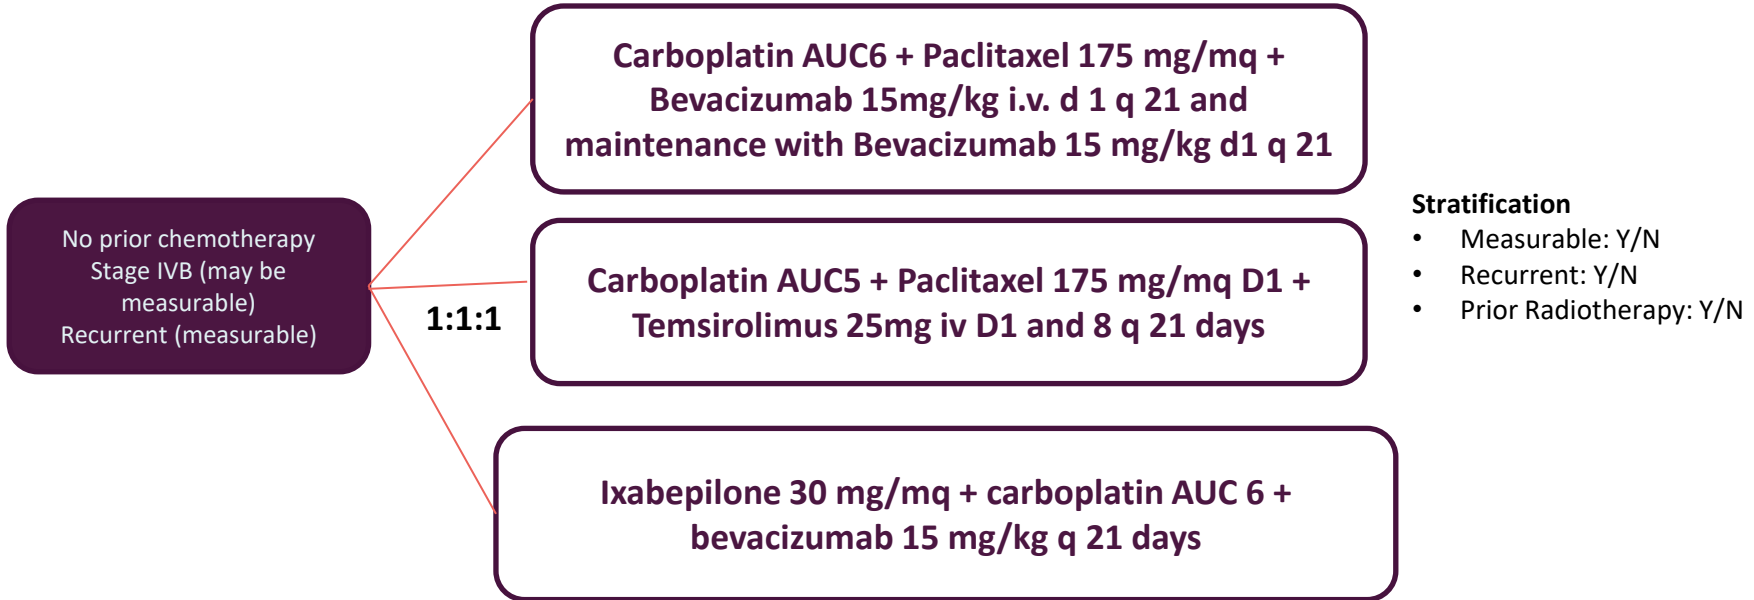 No prior chemotherapy
Stage IVB (may be
measurable)
Recurrent (measurable)
1:1:1
Carboplatin AUC6 + Paclitaxel 175 mg/mq +
Bevacizumab 15mg/kg i.v. d 1 q 21 and
maintenance with Bevacizumab 15 mg/kg d1 q 21
Carboplatin AUC5 + Paclitaxel 175 mg/mq D1 +
Temsirolimus 25mg iv D1 and 8 q 21 days
Ixabepilone 30 mg/mq + carboplatin AUC 6 +
bevacizumab 15 mg/kg q 21 days
Stratification
• Measurable: Y/N
• Recurrent: Y/N
• Prior Radiotherapy: Y/N